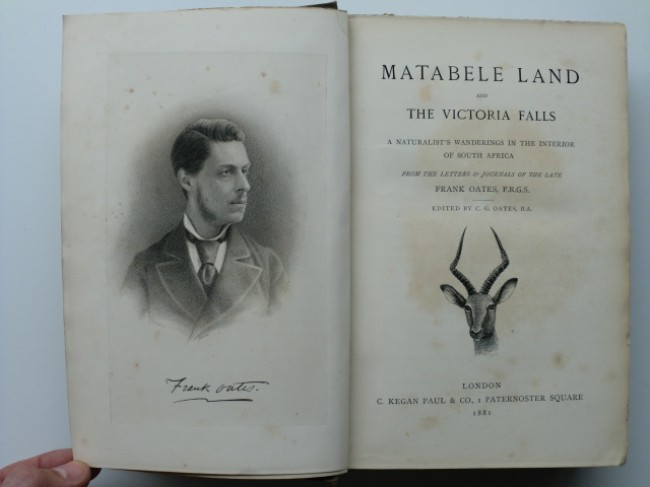 Frank Oates.
MATABELE LAND
AND
THE VICTORIA FALLS
A NATURALIST'S WANDERINGS IN THE INTERIOR
OF SOUTH AFRICA
FROM THE LETTERS & JOURNALS OF THE LATE
FRANK OATES, F.R.G.S.
EDITED BY C. G. OATES, B.A.
LONDON
C. KEGAN PAUL & CO., 1 PATERNOSTER SQUARE
1881